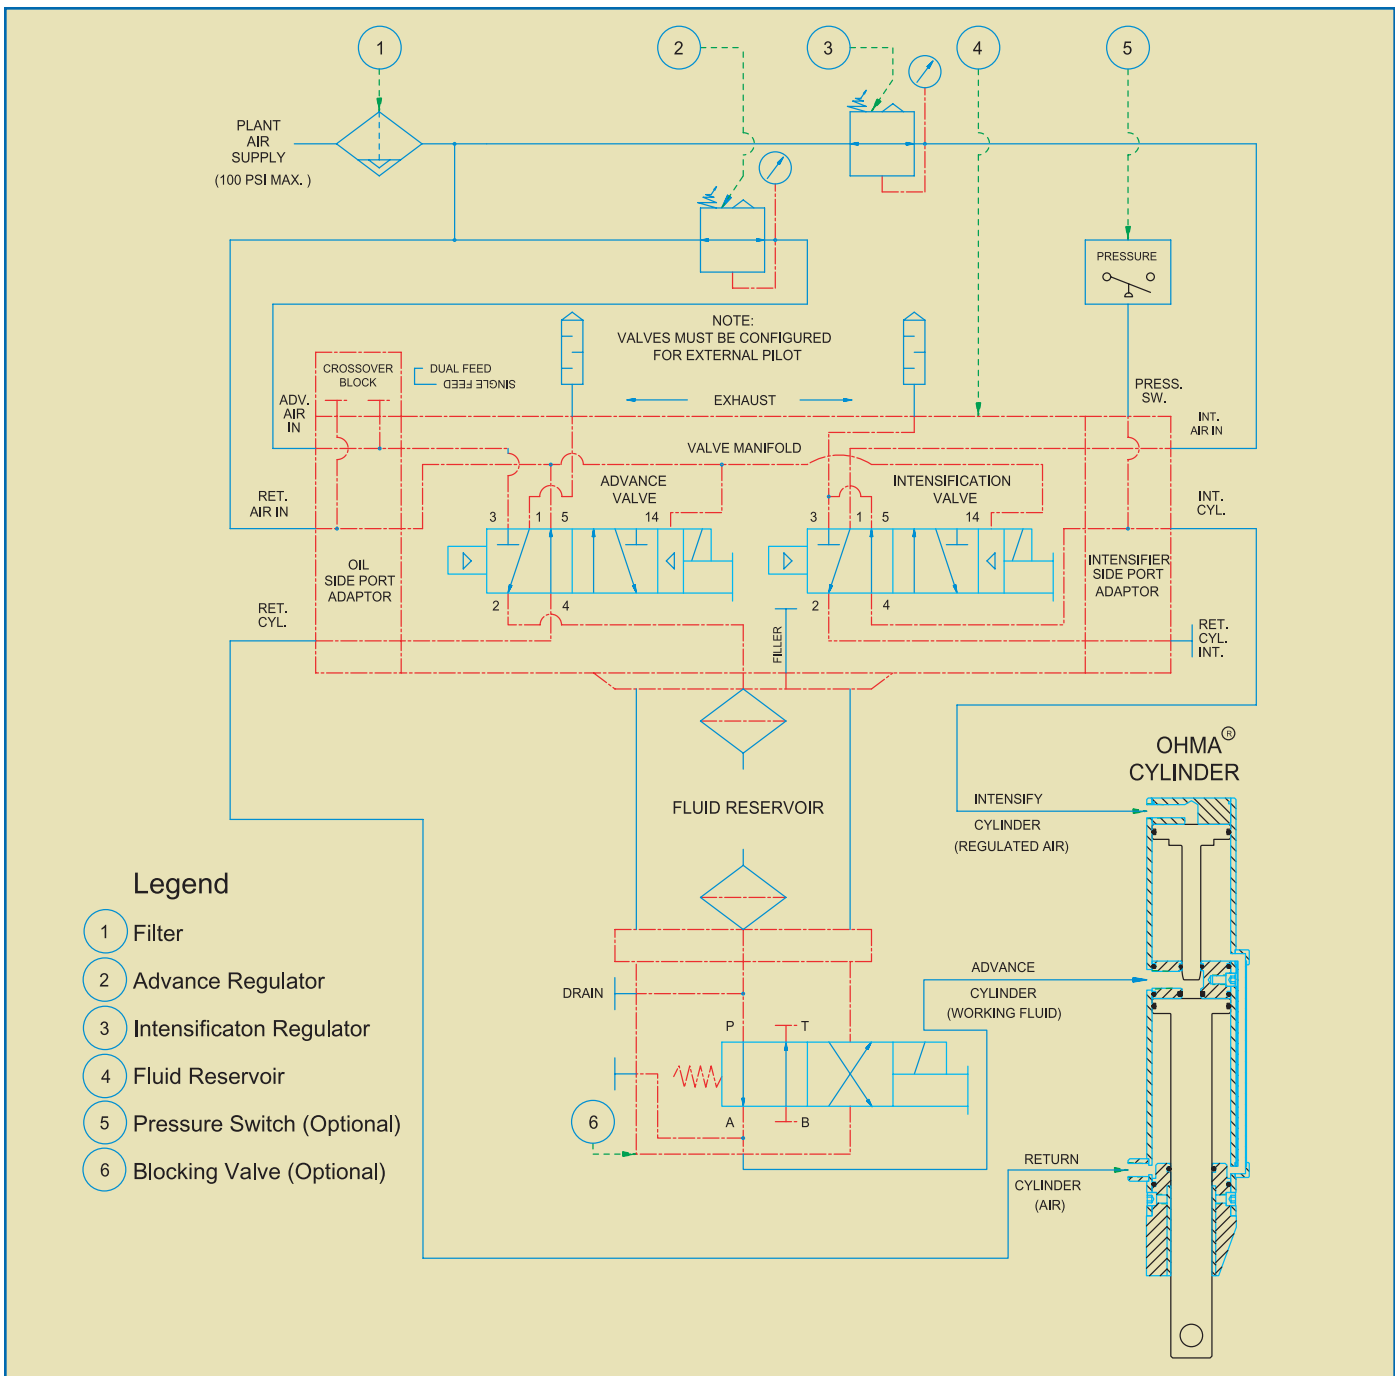 1
2
3
4
5
PLANT
AIR
SUPPLY
(100 PSI MAX. )
PRESSURE
NOTE:
VALVES MUST BE CONFIGURED
FOR EXTERNAL PILOT
CROSSOVER
BLOCK
DUAL FEED
SINGLE FEED
EXHAUST
PRESS.
SW.
ADV.
AIR
IN
INT.
AIR IN
VALVE MANIFOLD
ADVANCE
VALVE
INTENSIFICATION
VALVE
RET.
AIR IN
INT.
CYL.
3
1
5
14
3
1
5
14
OIL
SIDE PORT
ADAPTOR
INTENSIFIER
SIDE PORT
ADAPTOR
2
4
2
4
RET.
CYL.
FILLER
RET.
CYL.
INT.
OHMA®
CYLINDER
FLUID RESERVOIR
INTENSIFY
CYLINDER
(REGULATED AIR)
Legend
1 Filter
2 Advance Regulator
3 Intensificaton Regulator
4 Fluid Reservoir
5 Pressure Switch (Optional)
6 Blocking Valve (Optional)
ADVANCE
CYLINDER
(WORKING FLUID)
DRAIN
P
T
A
B
6
RETURN
CYLINDER
(AIR)